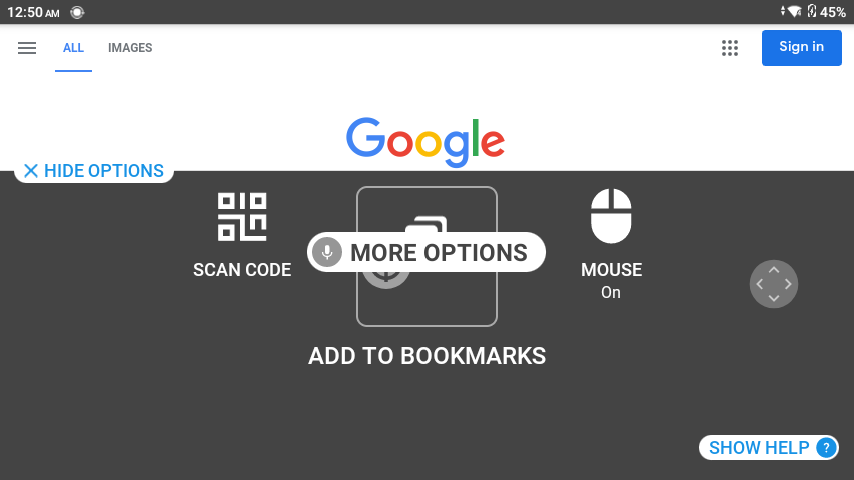 12:50 AM
45%
ALL
IMAGES
Sign in
Google
HIDE OPTIONS
MORE OPTIONS
SCAN CODE
MOUSE
On
ADD TO BOOKMARKS
SHOW HELP ?